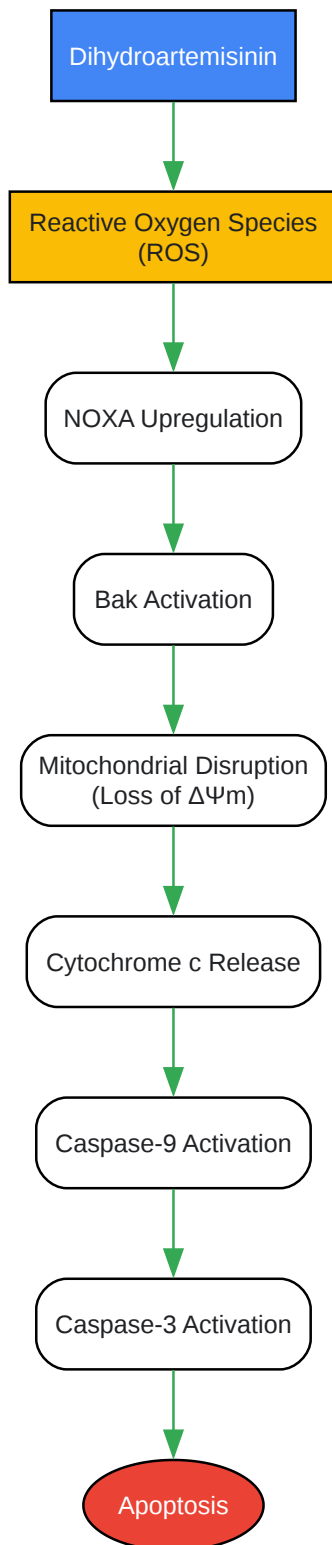 Dihydroartemisinin
Reactive Oxygen Species
(ROS)
NOXA Upregulation
Bak Activation
Mitochondrial Disruption
(Loss of ΔΨm)
Cytochrome c Release
Caspase-9 Activation
Caspase-3 Activation
Apoptosis